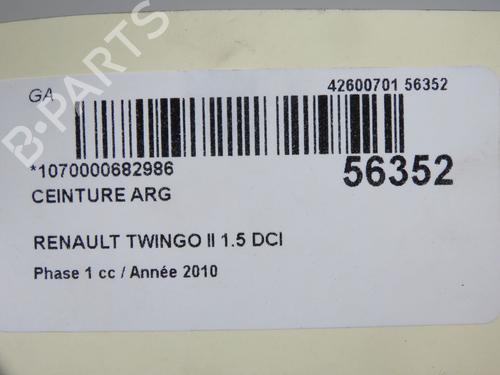 B-PARTS
GA
42600701 56352
*1070000682986
56352
CEINTURE ARG
RENAULT TWINGO II 1.5 DCI
Phase 1 cc / Année 2010